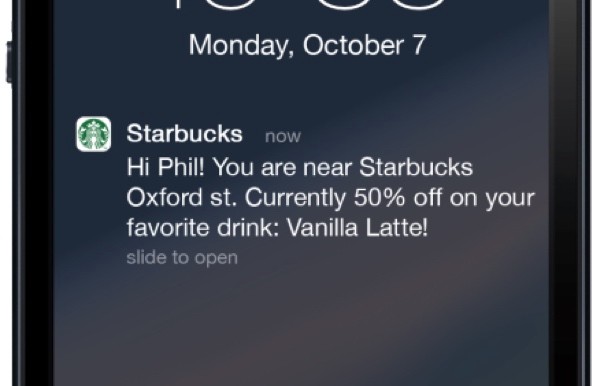 Monday, October 7
Starbucks now
Hi Phil! You are near Starbucks
Oxford st. Currently 50% off on your
favorite drink: Vanilla Latte!
slide to open